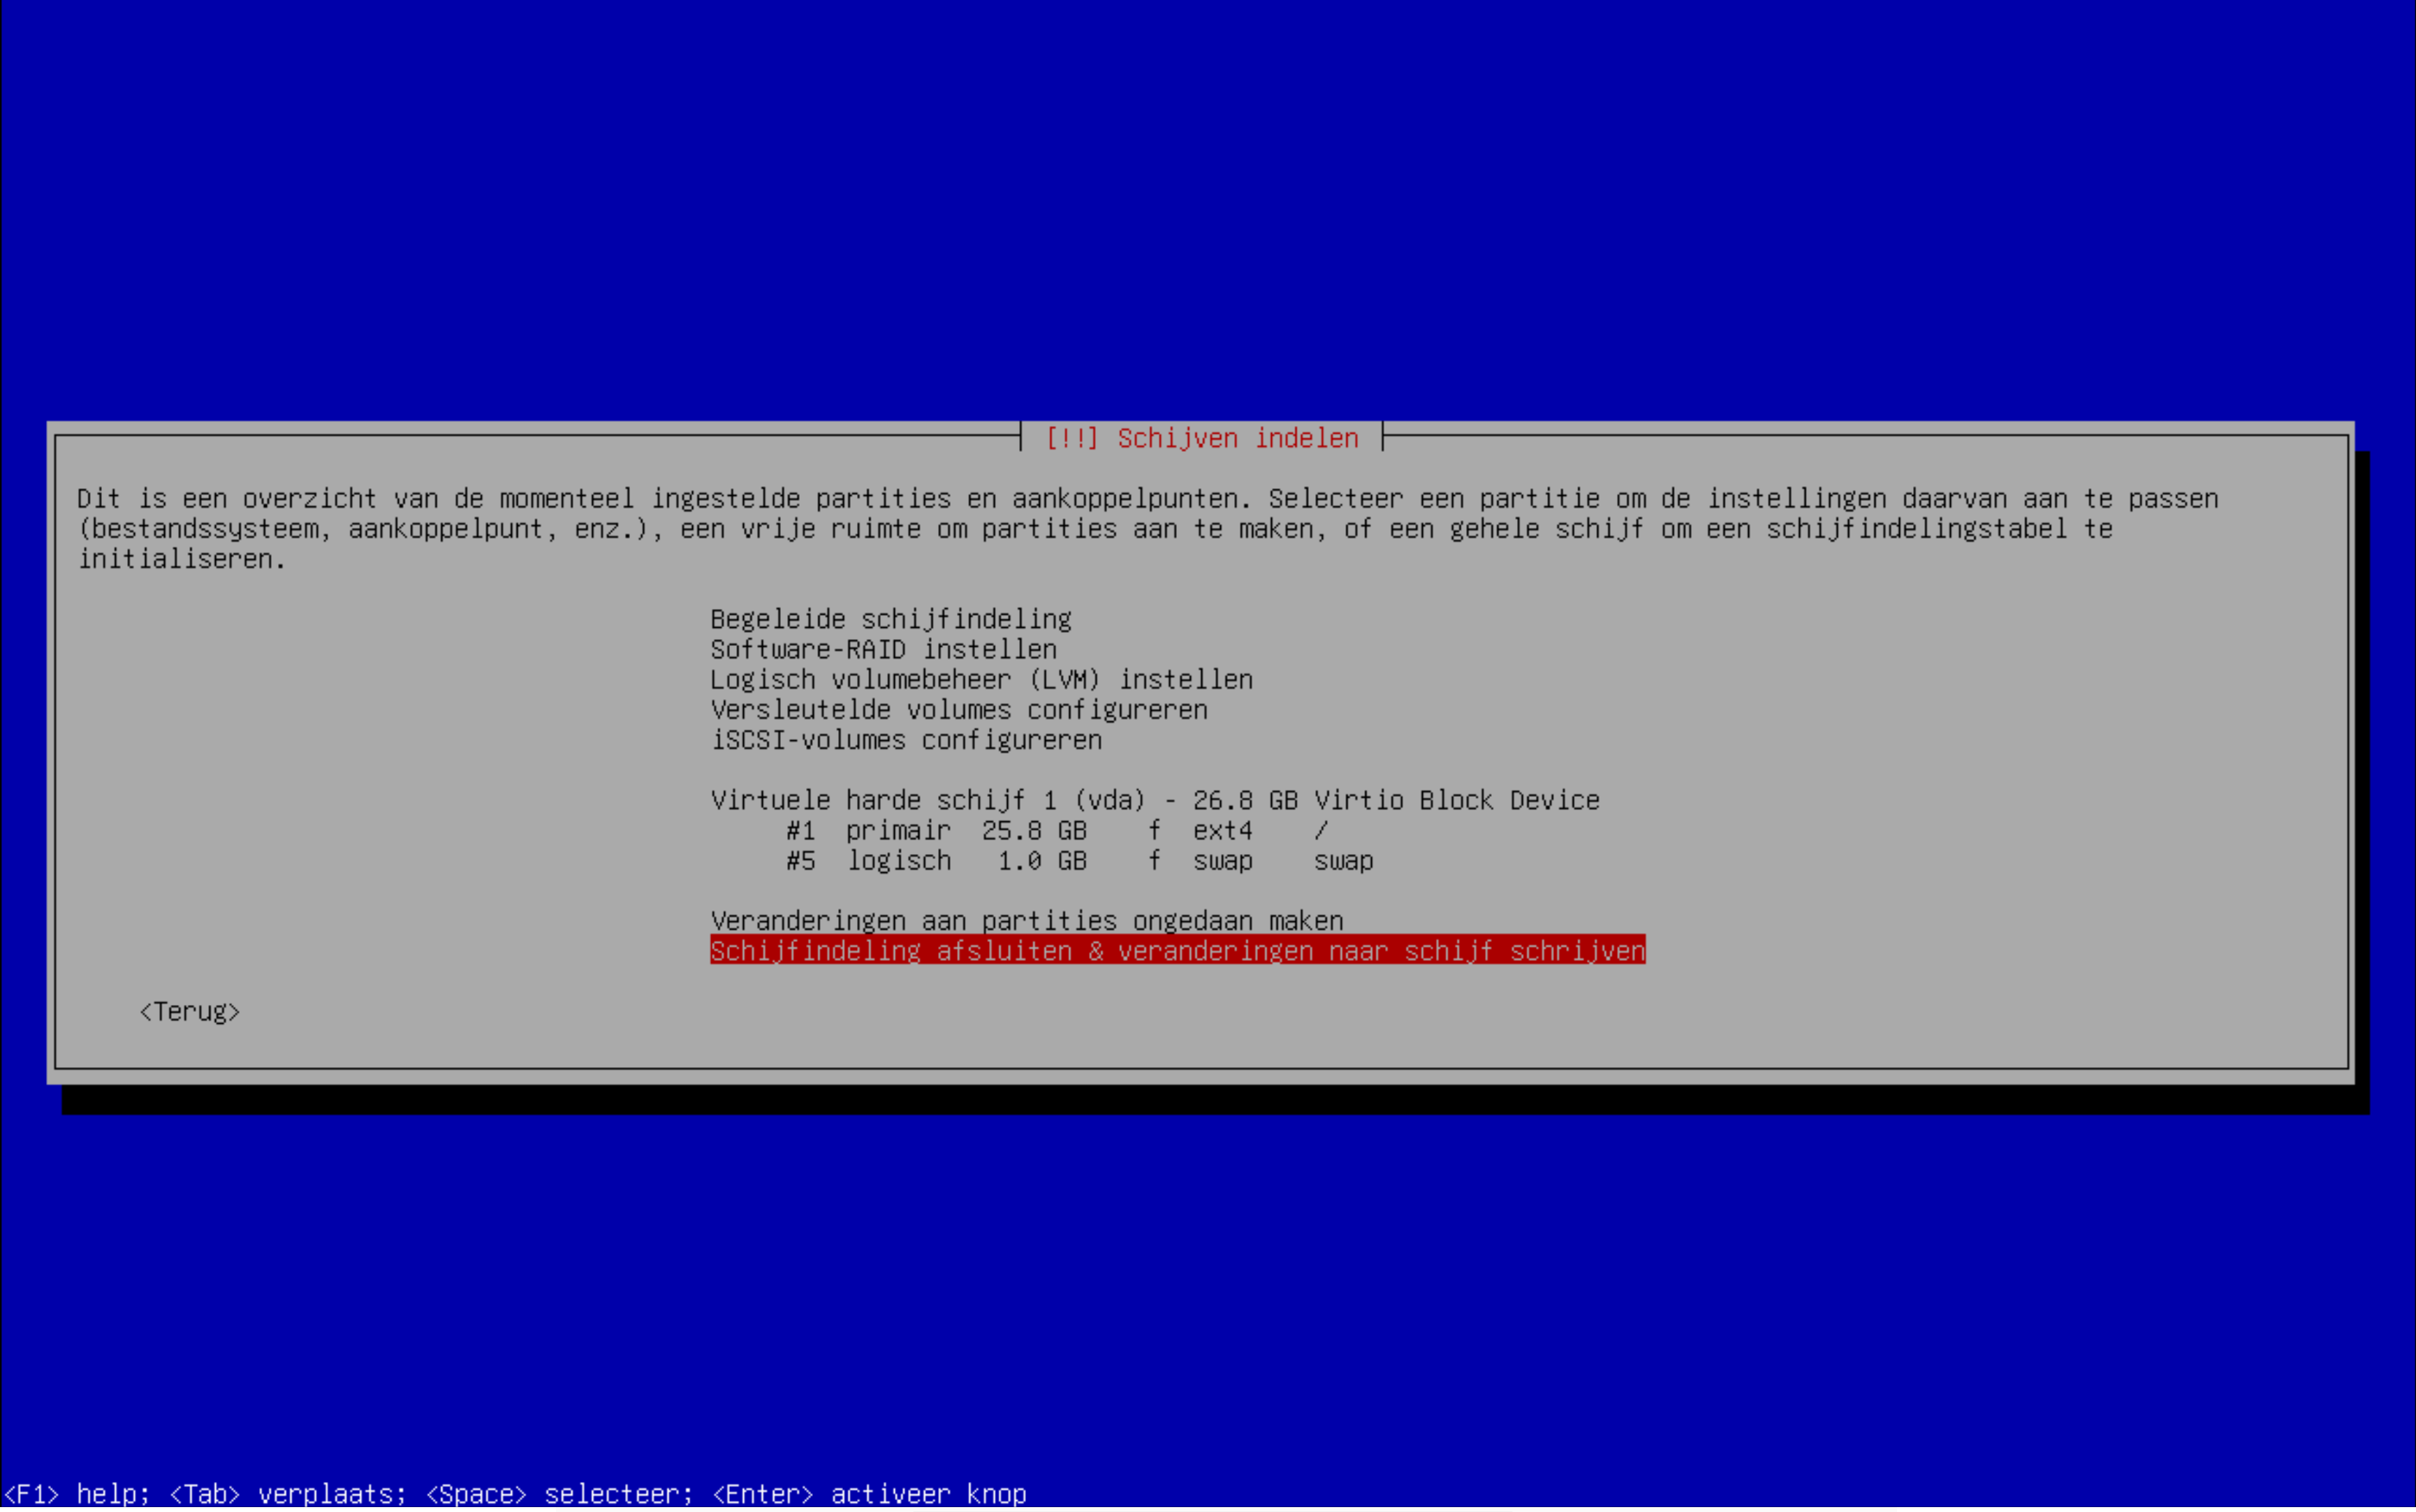 [!!] Schijven indelen
Dit is een overzicht van de momenteel ingestelde partities en aankoppelpunten. Selecteer een partitie om de instellingen daarvan aan te passen
(bestandssysteem, aankoppelpunt, enz.), een vrije ruimte om partities aan te maken, of een gehele schijf om een schijfindelingstabel te
initialiseren.
Begeleide schijfindeling
Software-RAID instellen
Logisch volumebeheer (LVM) instellen
Versleutelde volumes configureren
iSCSI-volumes configureren
Virtuele harde schijf 1 (vda) - 26.8 GB Virtio Block Device
#1 primair 25.8 GB f ext4 /
#5 logisch 1.0 GB f swap swap
Veranderingen aan partities ongedaan maken
Schijfindeling afsluiten & veranderingen naar schijf schrijven
<Terug>
<F1> help; <Tab> verplaats; <Space> selecteer; <Enter> activeer knop